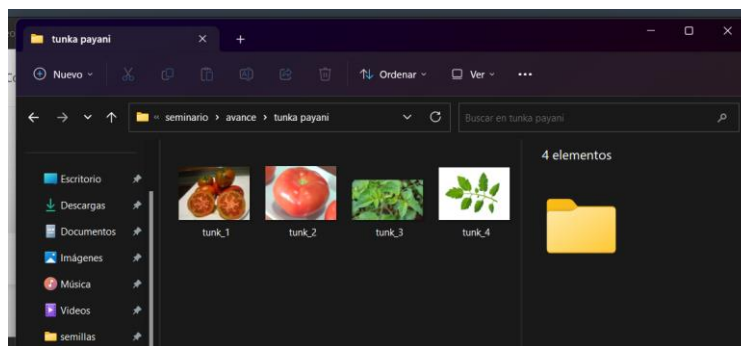 tunka payani
Nuevo
Ordenar
Ver
seminario > avance > tunka payani
Buscar en tunka payani
4 elementos
Escritorio
Descargas
Documentos
Imágenes
Música
Videos
semillas
tunk_1
tunk_2
tunk_3
tunk_4